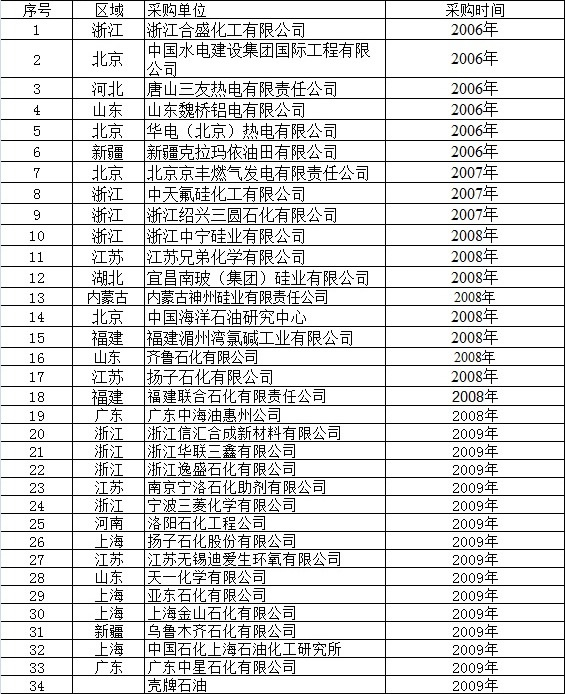 序号 区域 采购单位 采购时间
1 浙江 浙江合盛化工有限公司 2006年
2 北京 中国水电建设集团国际工程有限
公司 2006年
3 河北 唐山三友热电有限责任公司 2006年
4 山东 山东魏桥铝电有限公司 2006年
5 北京 华电（北京）热电有限公司 2006年
6 新疆 新疆克拉玛依油田有限公司 2006年
7 北京 北京京丰燃气发电有限责任公司 2007年
8 浙江 中天氟硅化工有限公司 2007年
9 浙江 浙江绍兴三圆石化有限公司 2007年
10 浙江 浙江中宁硅业有限公司 2008年
11 江苏 江苏兄弟化学有限公司 2008年
12 湖北 宜昌南玻（集团）硅业有限公司 2008年
13 内蒙古 内蒙古神州硅业有限责任公司 2008年
14 北京 中国海洋石油研究中心 2008年
15 福建 福建湄州湾氯碱工业有限公司 2008年
16 山东 齐鲁石化有限公司 2008年
17 江苏 扬子石化有限公司 2008年
18 福建 福建联合石化有限责任公司 2008年
19 广东 广东中海油惠州公司 2008年
20 浙江 浙江信汇合成新材料有限公司 2009年
21 浙江 浙江华联三鑫有限公司 2009年
22 浙江 浙江逸盛石化有限公司 2009年
23 江苏 南京宁洛石化助剂有限公司 2009年
24 浙江 宁波三菱化学有限公司 2009年
25 河南 洛阳石化工程公司 2009年
26 上海 扬子石化股份有限公司 2009年
27 江苏 江苏无锡迪爱生环氧有限公司 2009年
28 山东 天一化学有限公司 2009年
29 上海 亚东石化有限公司 2009年
30 上海 上海金山石化有限公司 2009年
31 新疆 乌鲁木齐石化有限公司 2009年
32 上海 中国石化上海石油化工研究所 2009年
33 广东 广东中星石化有限公司 2009年
34 壳牌石油 2009年